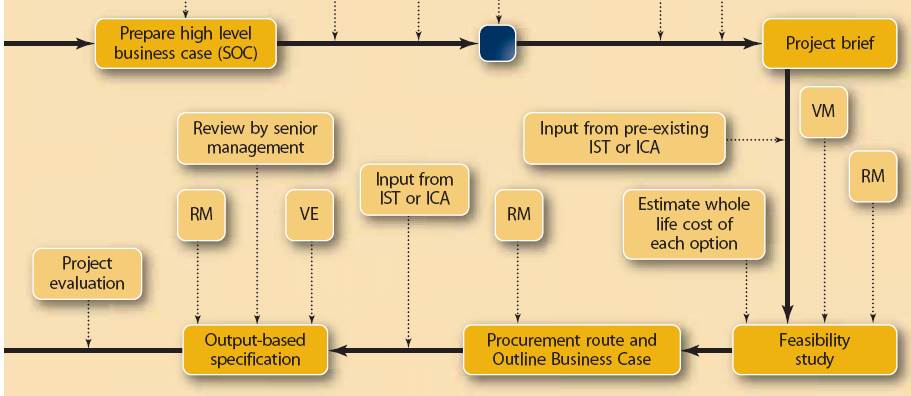 Prepare high level
business case (SOC)
Project brief
Review by senior
management
Input from pre-existing
IST or ICA
VM
Input from
IST or ICA
RM
RM
VE
RM
Estimate whole
life cost of
each option
Project
evaluation
Output-based
specification
Procurement route and
Outline Business Case
Feasibility
study